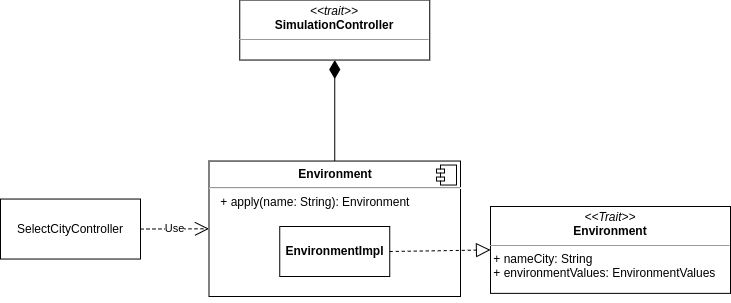 <<trait>>
SimulationController
Environment
+ apply(name: String): Environment
SelectCityController
Use
EnvironmentImpl
<<Trait>>
Environment
+ nameCity: String
+ environmentValues: EnvironmentValues